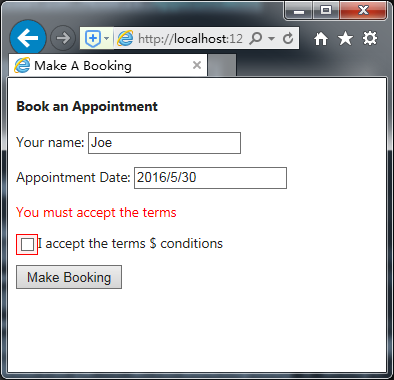 http://localhost:12
Make A Booking
Book an Appointment
Your name: Joe
Appointment Date: 2016/5/30
You must accept the terms
I accept the terms $ conditions
Make Booking